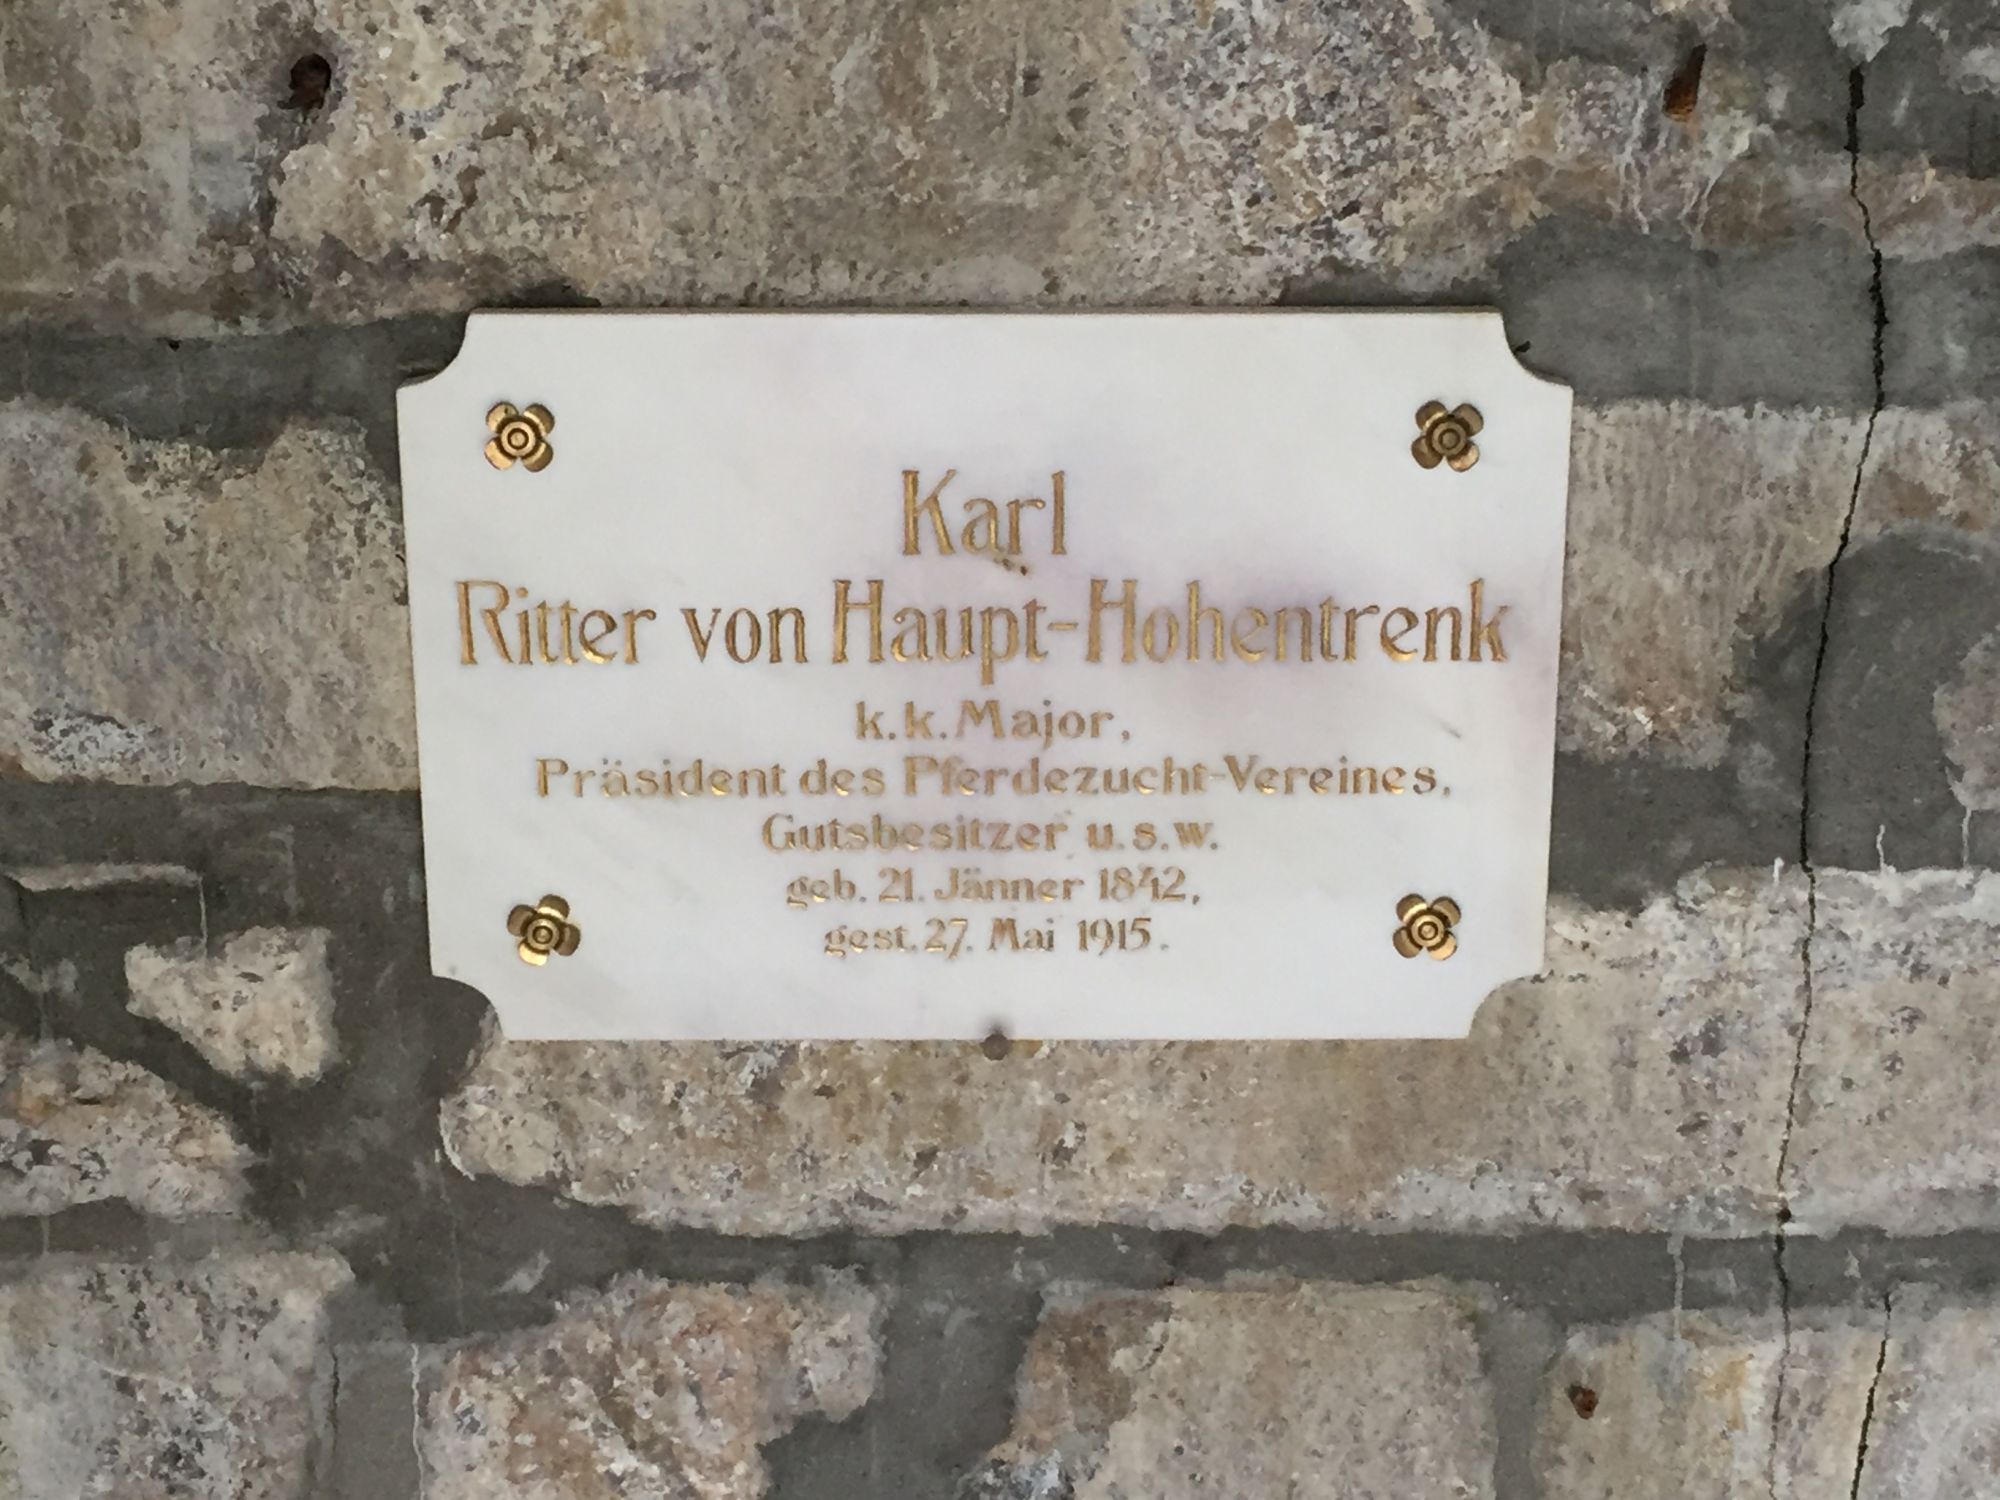 Karl
Ritter von Haupt-Hohentrenk
k. k. Major,
Präsident des Pferdezucht-Vereines,
Gutsbesitzer u. s. w.
geb. 21. Jänner 1842,
gest. 27. Mai 1915.